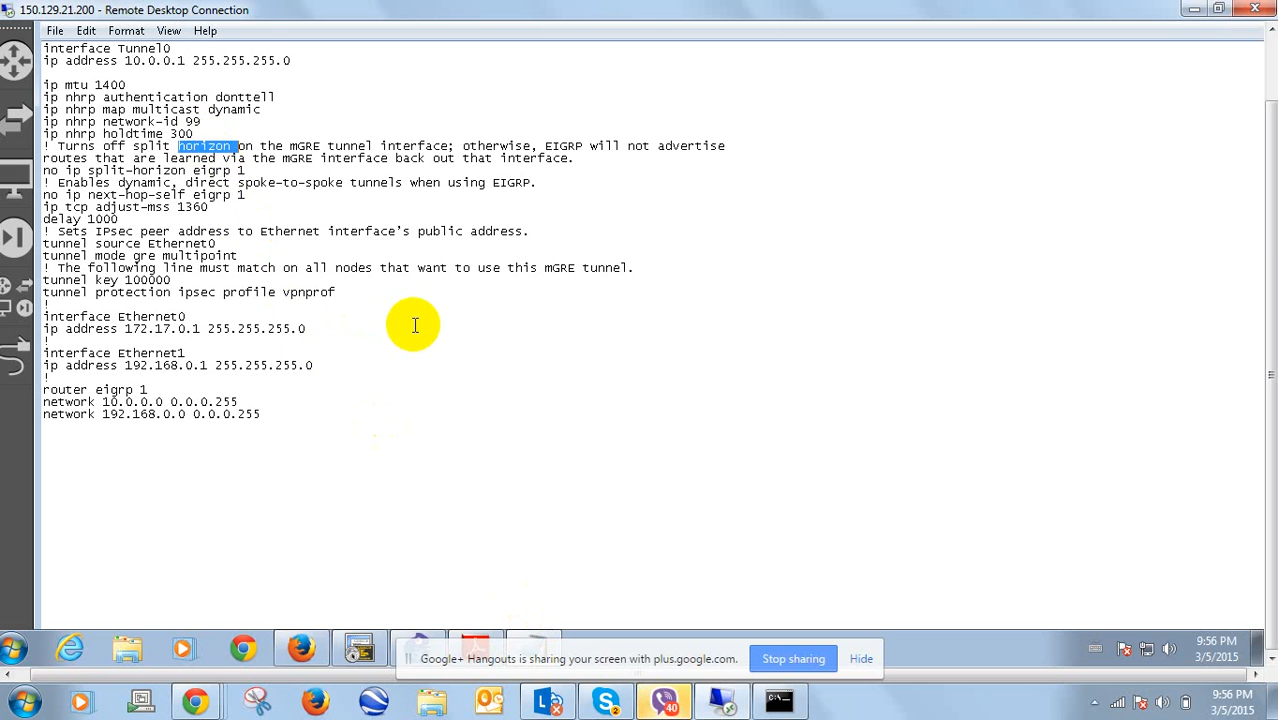 150.129.21.200 - Remote Desktop Connection
File Edit Format View Help
interface Tunnel0
ip address 10.0.0.1 255.255.255.0
ip mtu 1400
ip nhrp authentication donttell
ip nhrp map multicast dynamic
ip nhrp network-id 99
ip nhrp holdtime 300
! Turns off split horizon on the mGRE tunnel interface; otherwise, EIGRP will not advertise
routes that are learned via the mGRE interface back out that interface.
no ip split-horizon eigrp 1
! Enables dynamic, direct spoke-to-spoke tunnels when using EIGRP.
no ip next-hop-self eigrp 1
ip tcp adjust-mss 1360
delay 1000
! Sets IPsec peer address to Ethernet interface's public address.
tunnel source Ethernet0
tunnel mode gre multipoint
! The following line must match on all nodes that want to use this mGRE tunnel.
tunnel key 100000
tunnel protection ipsec profile vpnprof
!
interface Ethernet0
ip address 172.17.0.1 255.255.255.0
!
interface Ethernet1
ip address 192.168.0.1 255.255.255.0
!
router eigrp 1
network 10.0.0.0 0.0.0.255
network 192.168.0.0 0.0.0.255
9:56 PM
3/5/2015
Google+ Hangouts is sharing your screen with plus.google.com. Stop sharing Hide
40
2
C:\
9:56 PM
3/5/2015